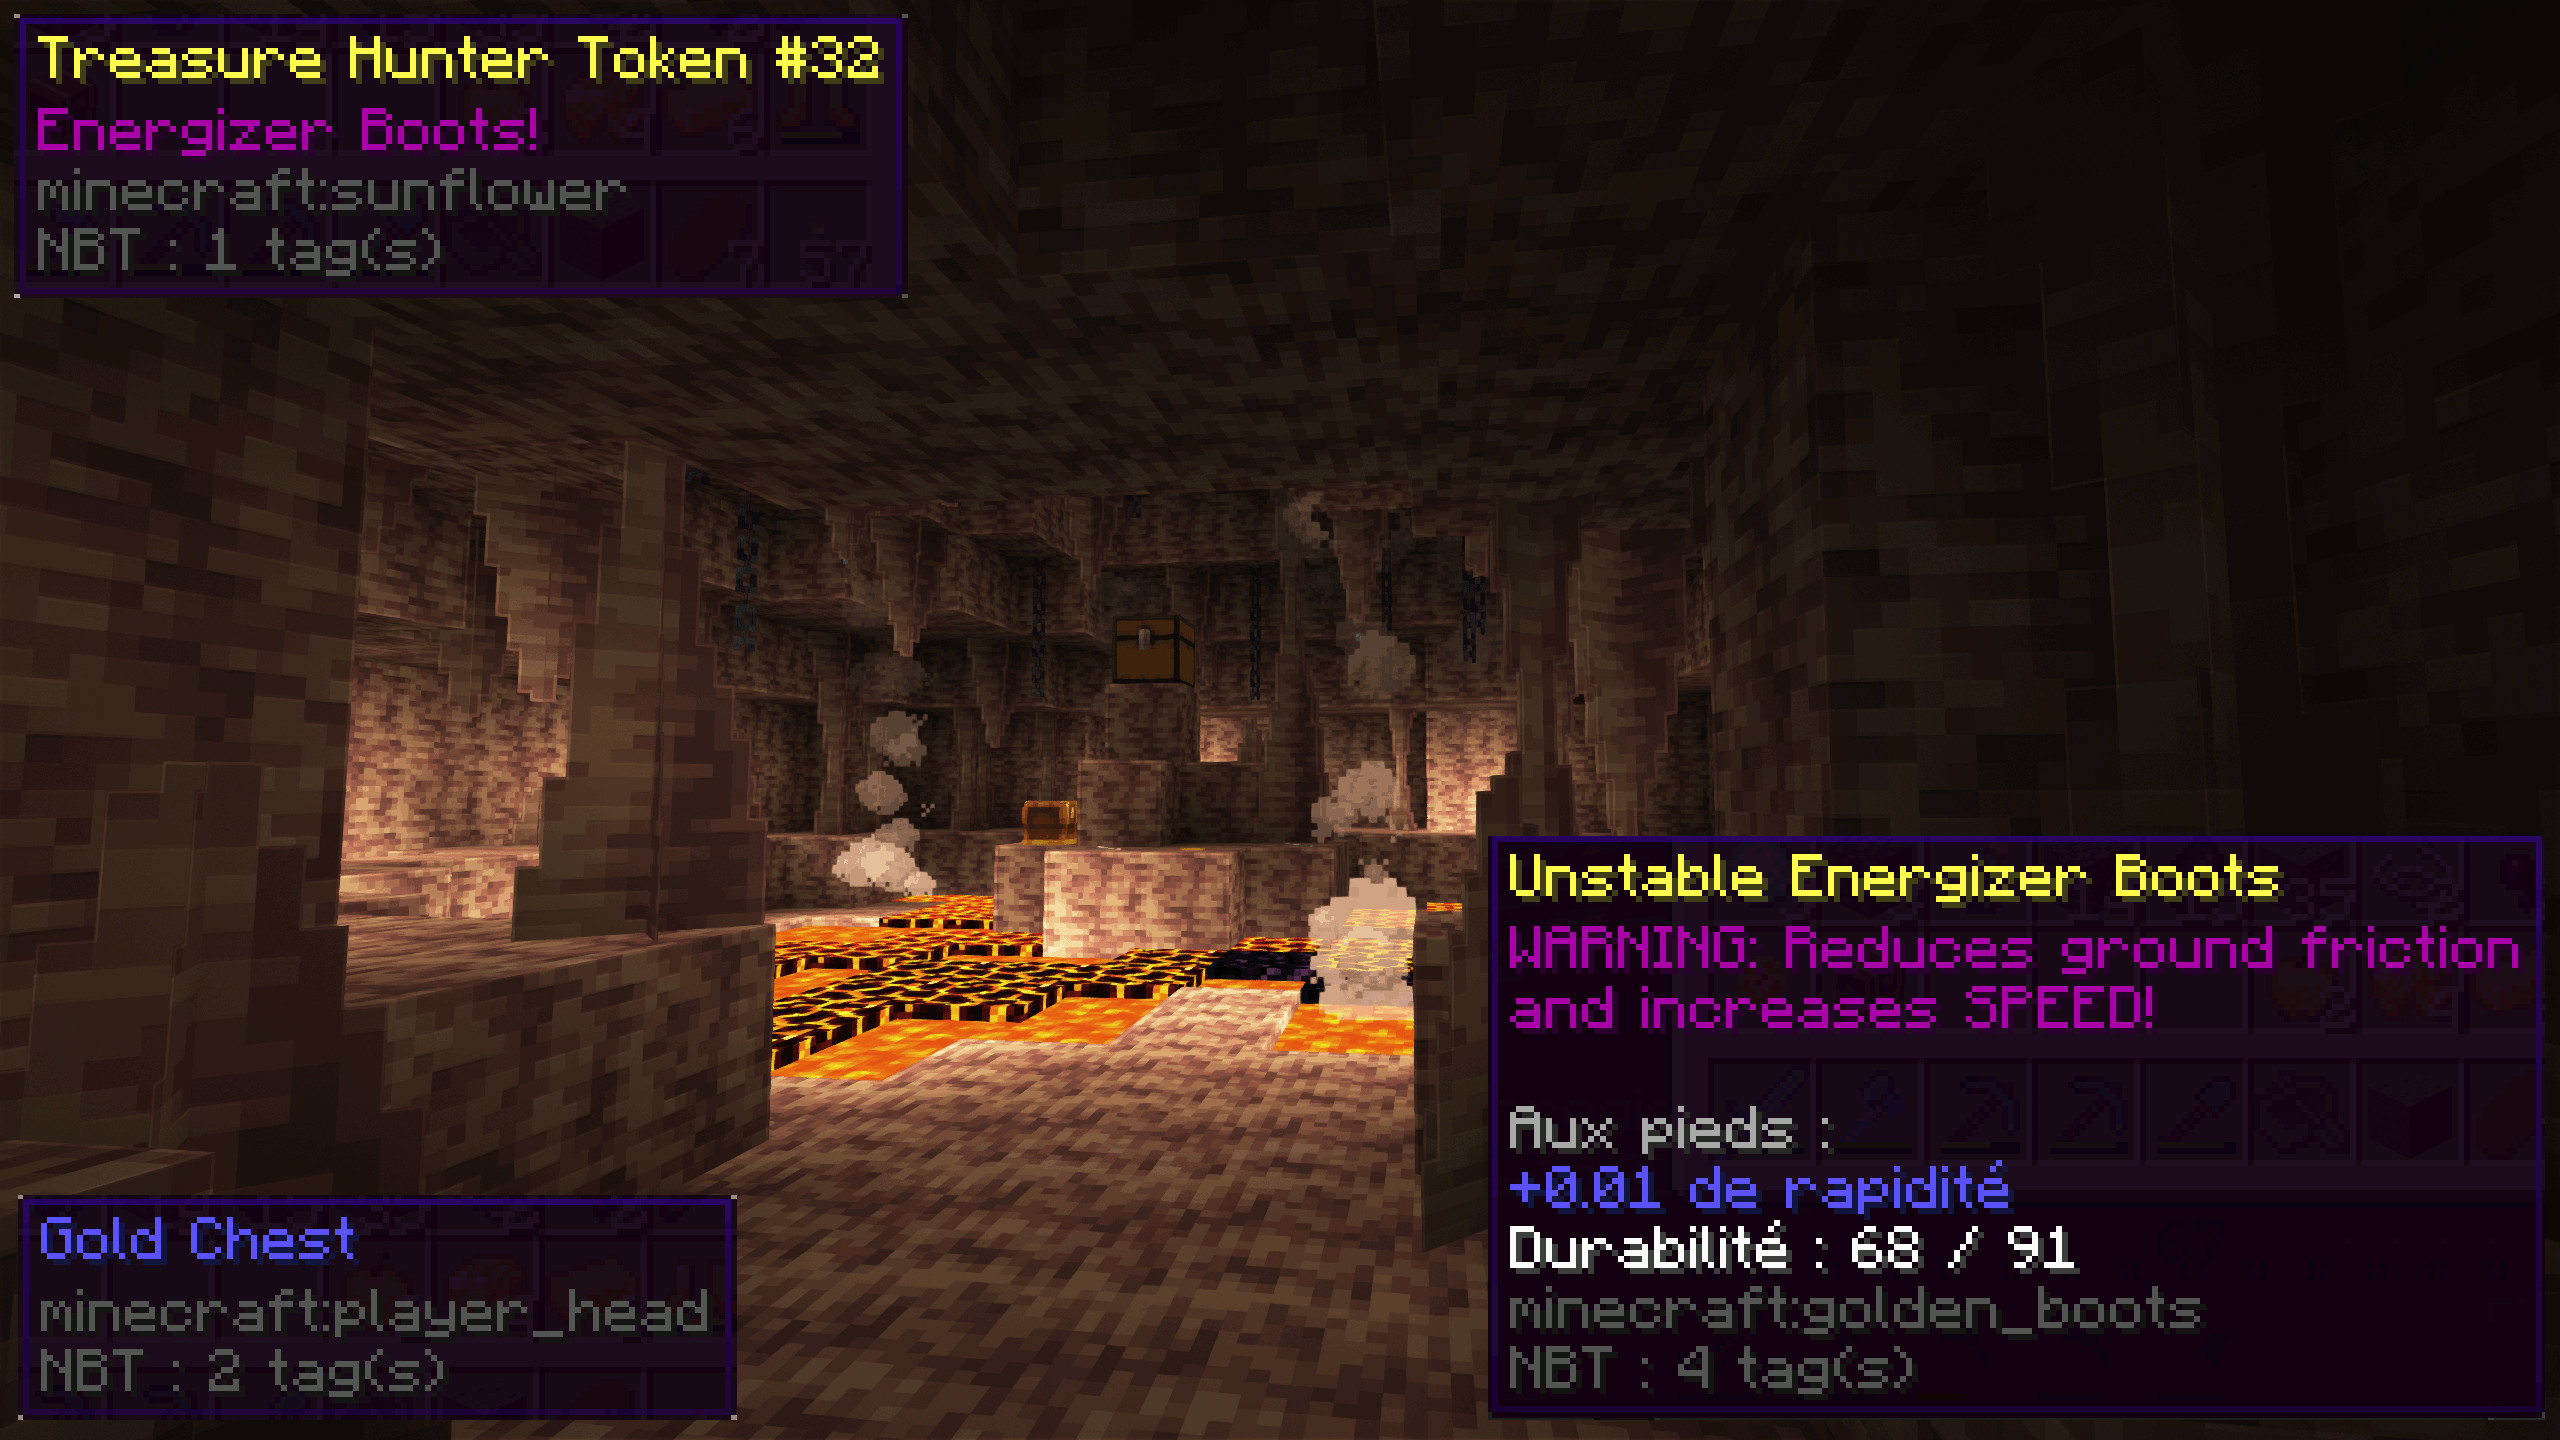 Treasure Hunter Token #32
Energizer Boots!
minecraft:sunflower
NBT : 1 tag(s)
Unstable Energizer Boots
WARNING: Reduces ground friction
and increases SPEED!
Aux pieds :
+0.01 de rapidité
Durabilité : 68 / 91
minecraft:golden_boots
NBT : 4 tag(s)
Gold Chest
minecraft:player_head
NBT : 2 tag(s)